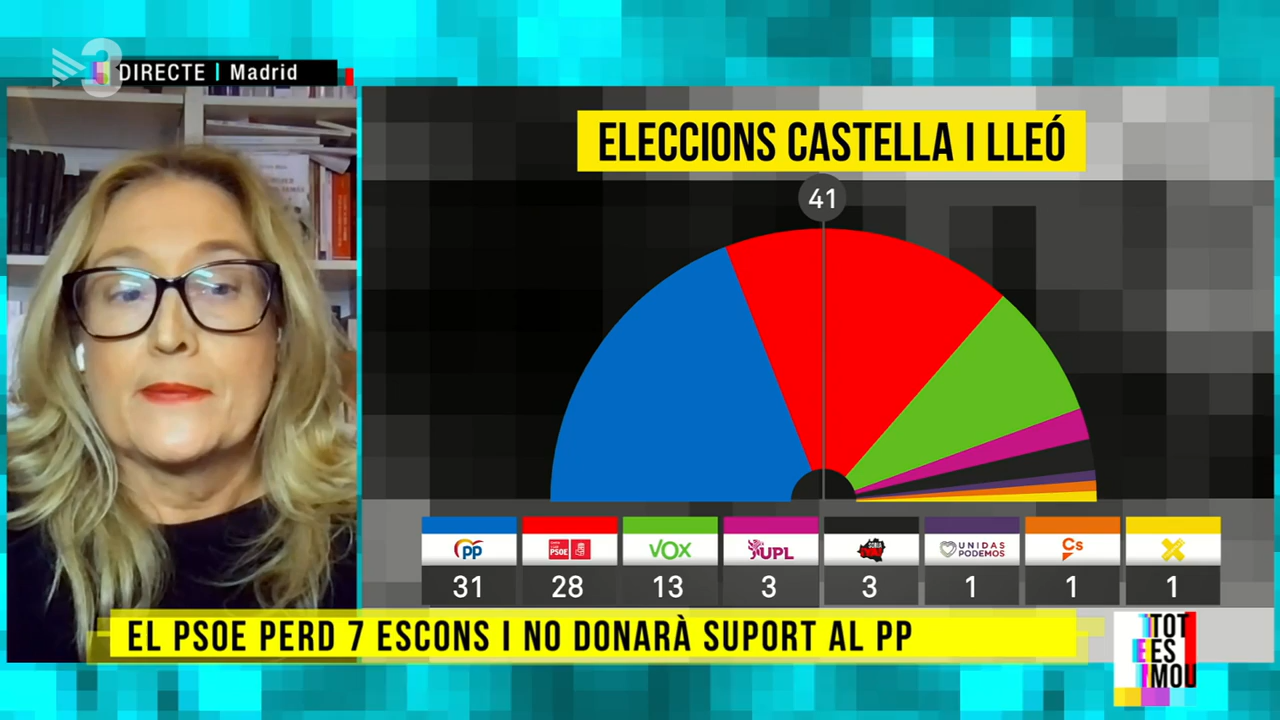 3
DIRECTE | Madrid
ELECCIONS CASTELLA I LLEÓ
41
PP
PSOE
VOX
UPL
UNIDAS PODEMOS
Cs
31 28 13 3 3 1 1 1
EL PSOE PERD 7 ESCONS I NO DONARÀ SUPORT AL PP
TOT
ES
MOU